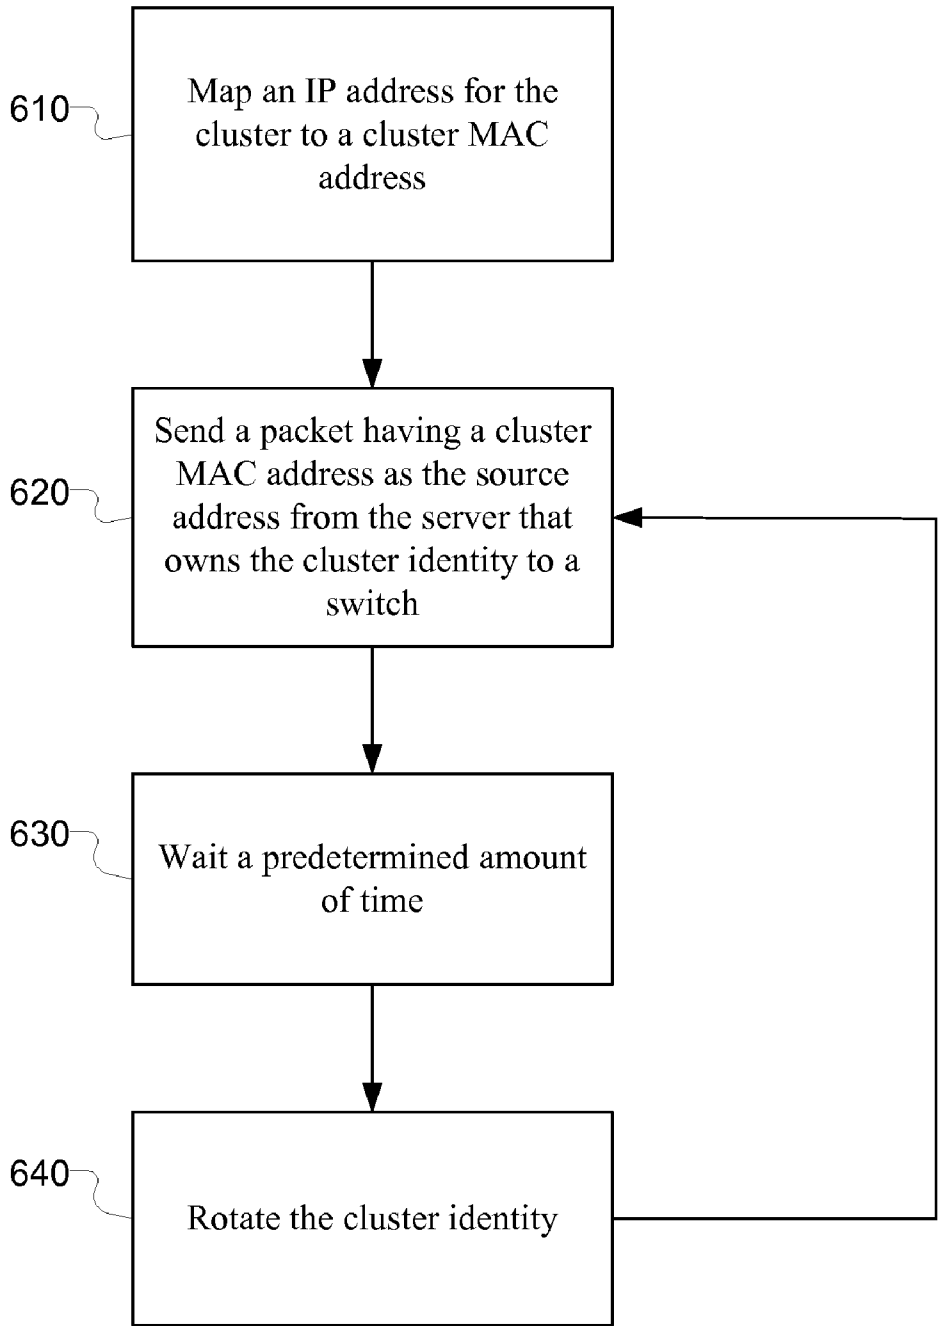 610
Map an IP address for the
cluster to a cluster MAC
address
620
Send a packet having a cluster
MAC address as the source
address from the server that
owns the cluster identity to a
switch
630
Wait a predetermined amount
of time
640
Rotate the cluster identity